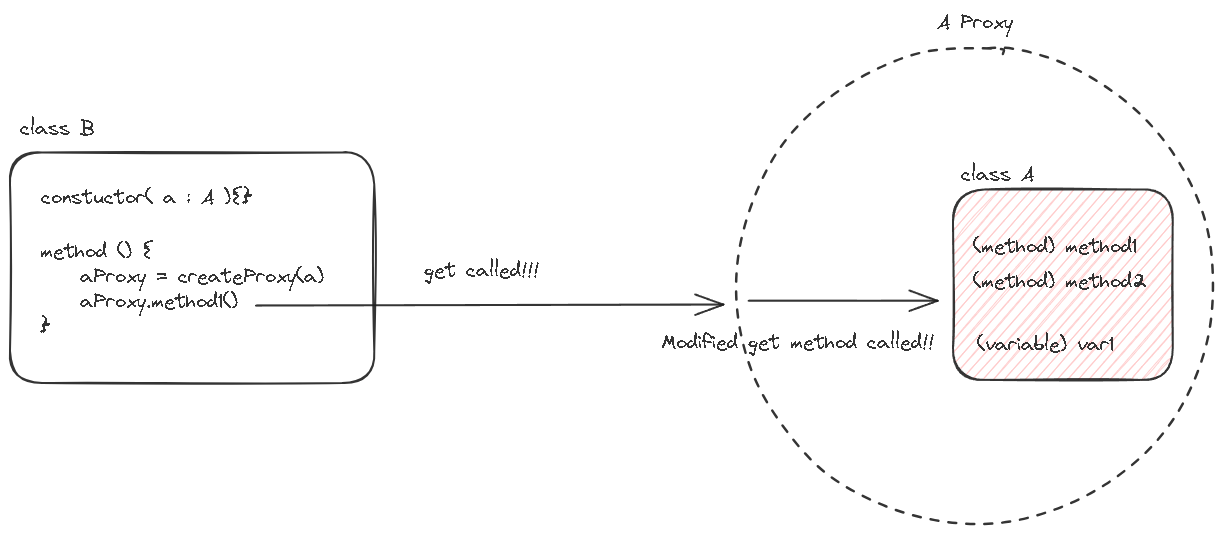 A Proxy
class B
constuctor( a : A ){}
method () {
aProxy = createProxy(a)
aProxy.method1()
}
get called!!!
Modified get method called!!
class A
(method) method1
(method) method2
(variable) var1